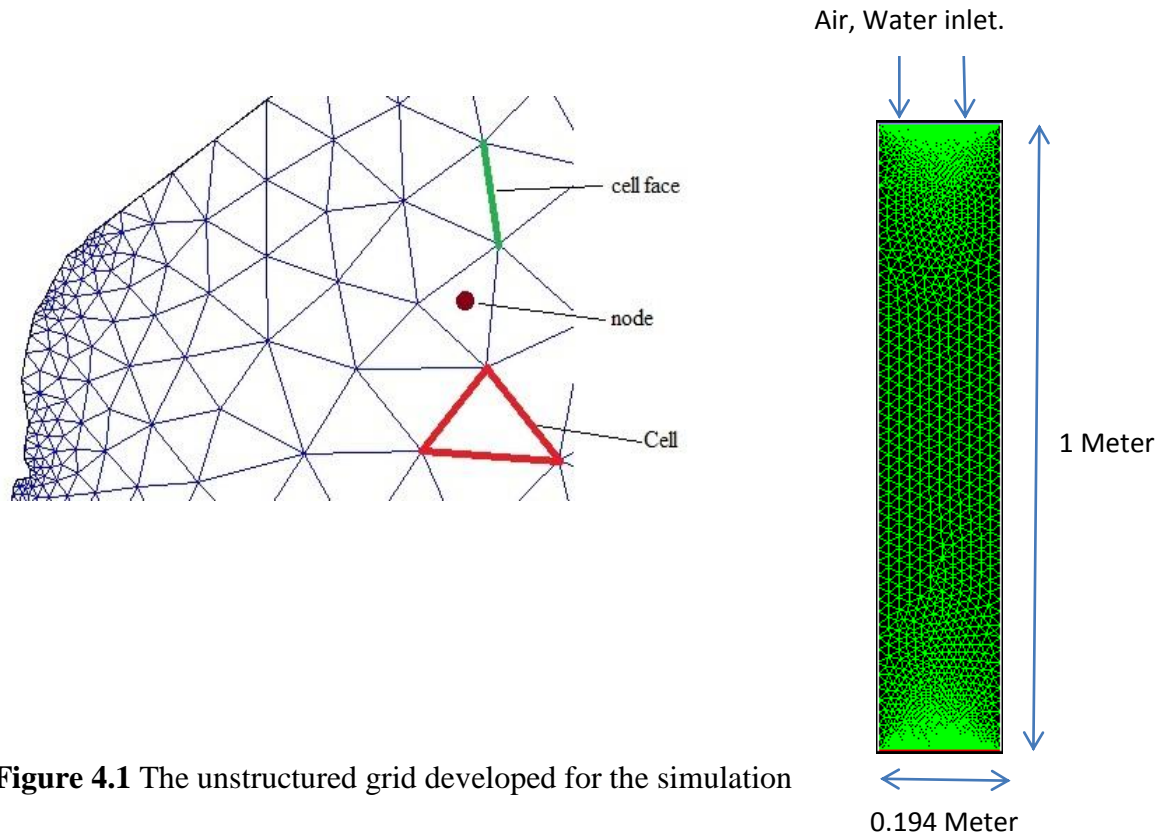 Air, Water inlet.
cell face
node
Cell
1 Meter
Figure 4.1 The unstructured grid developed for the simulation
0.194 Meter